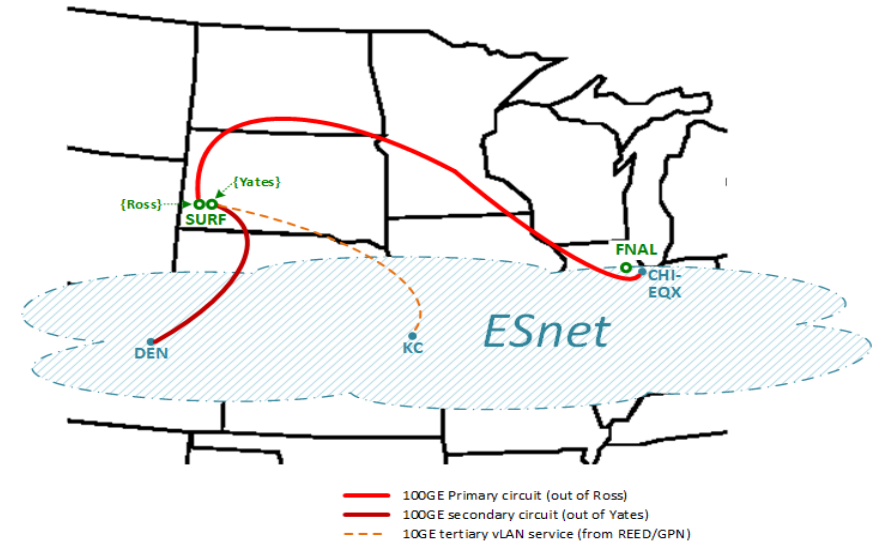 {Yates}
{Ross}
SURF
FNAL
CHI-
EQX
ESnet
DEN
KC
100GE Primary circuit (out of Ross)
100GE secondary circuit (out of Yates)
10GE tertiary vLAN service (from REED/GPN)